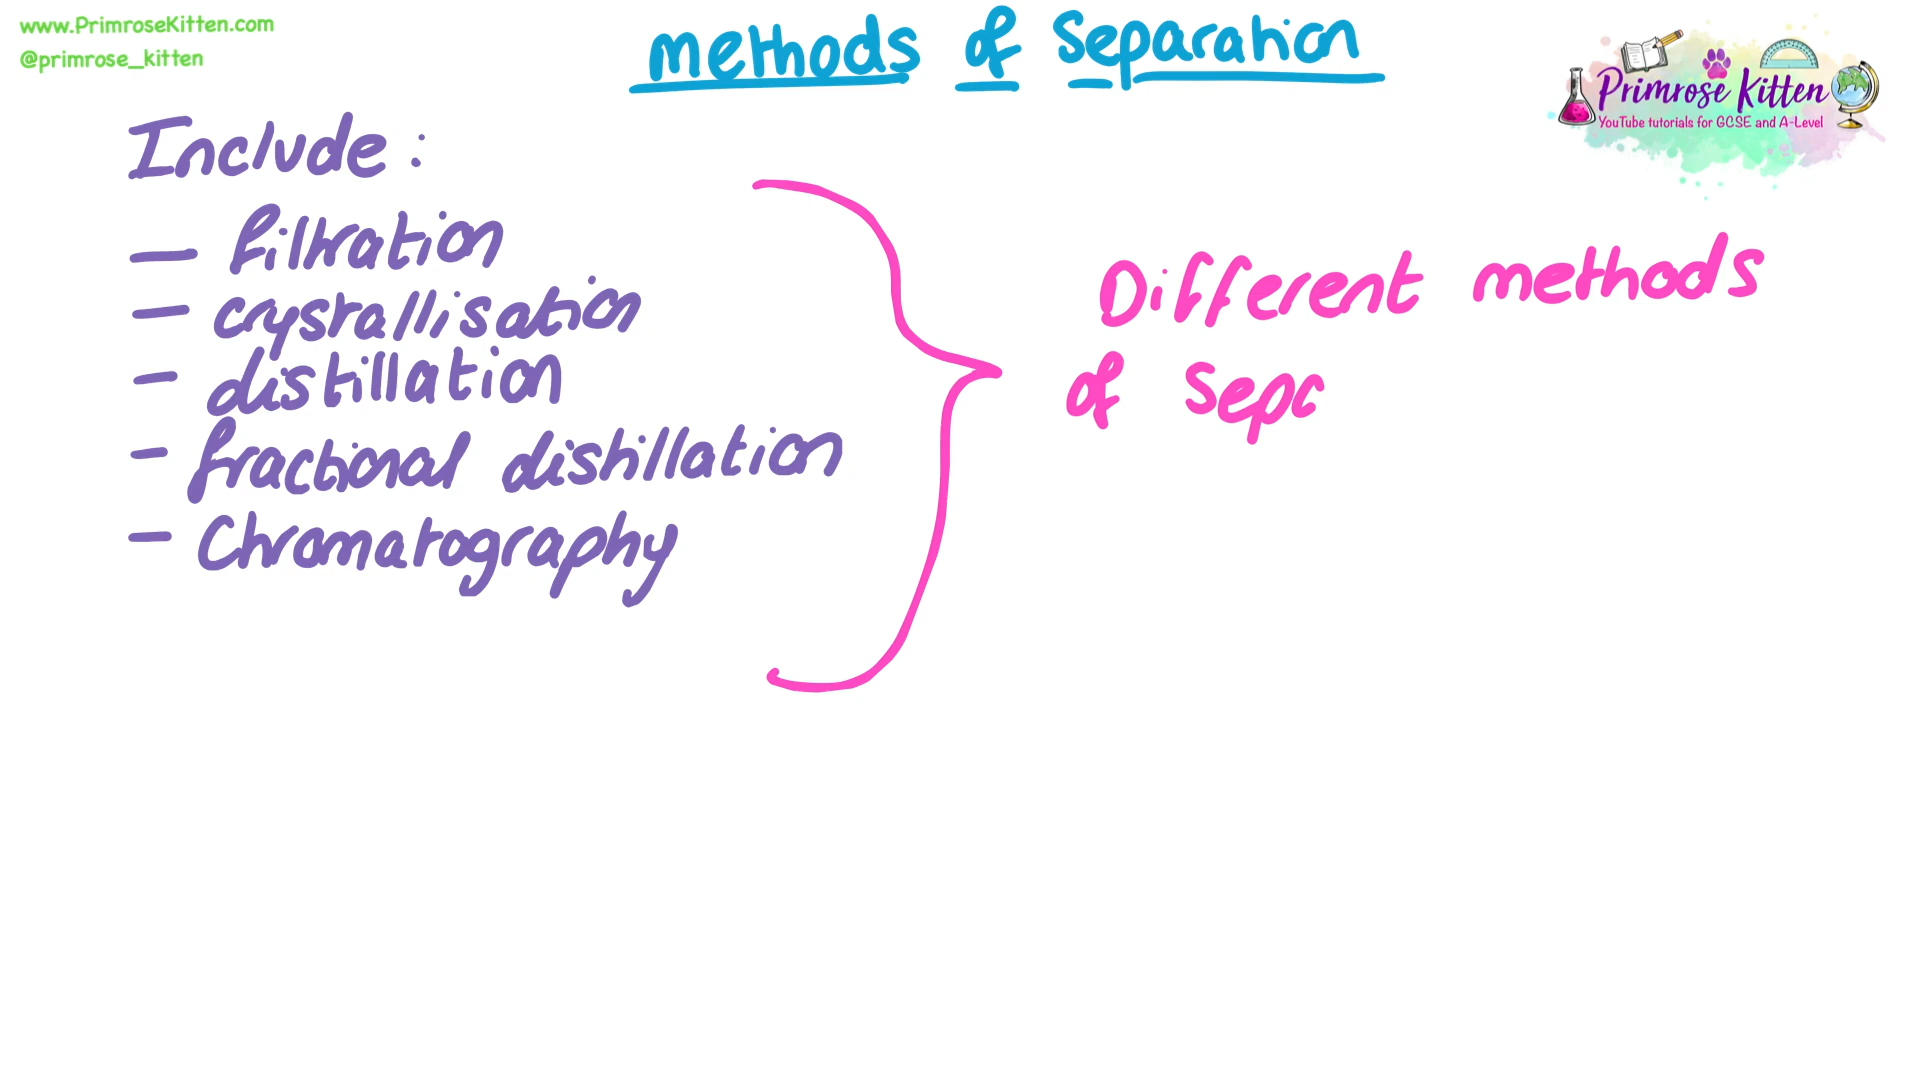 www.PrimroseKitten.com
@primrose_kitten
methods of Separation
Primrose Kitten
YouTube tutorials for GCSE and A-Level
Include:
— filtration
— crystallisation
- distillation
- fractional distillation
- Chromatography
Different methods
of Sepc